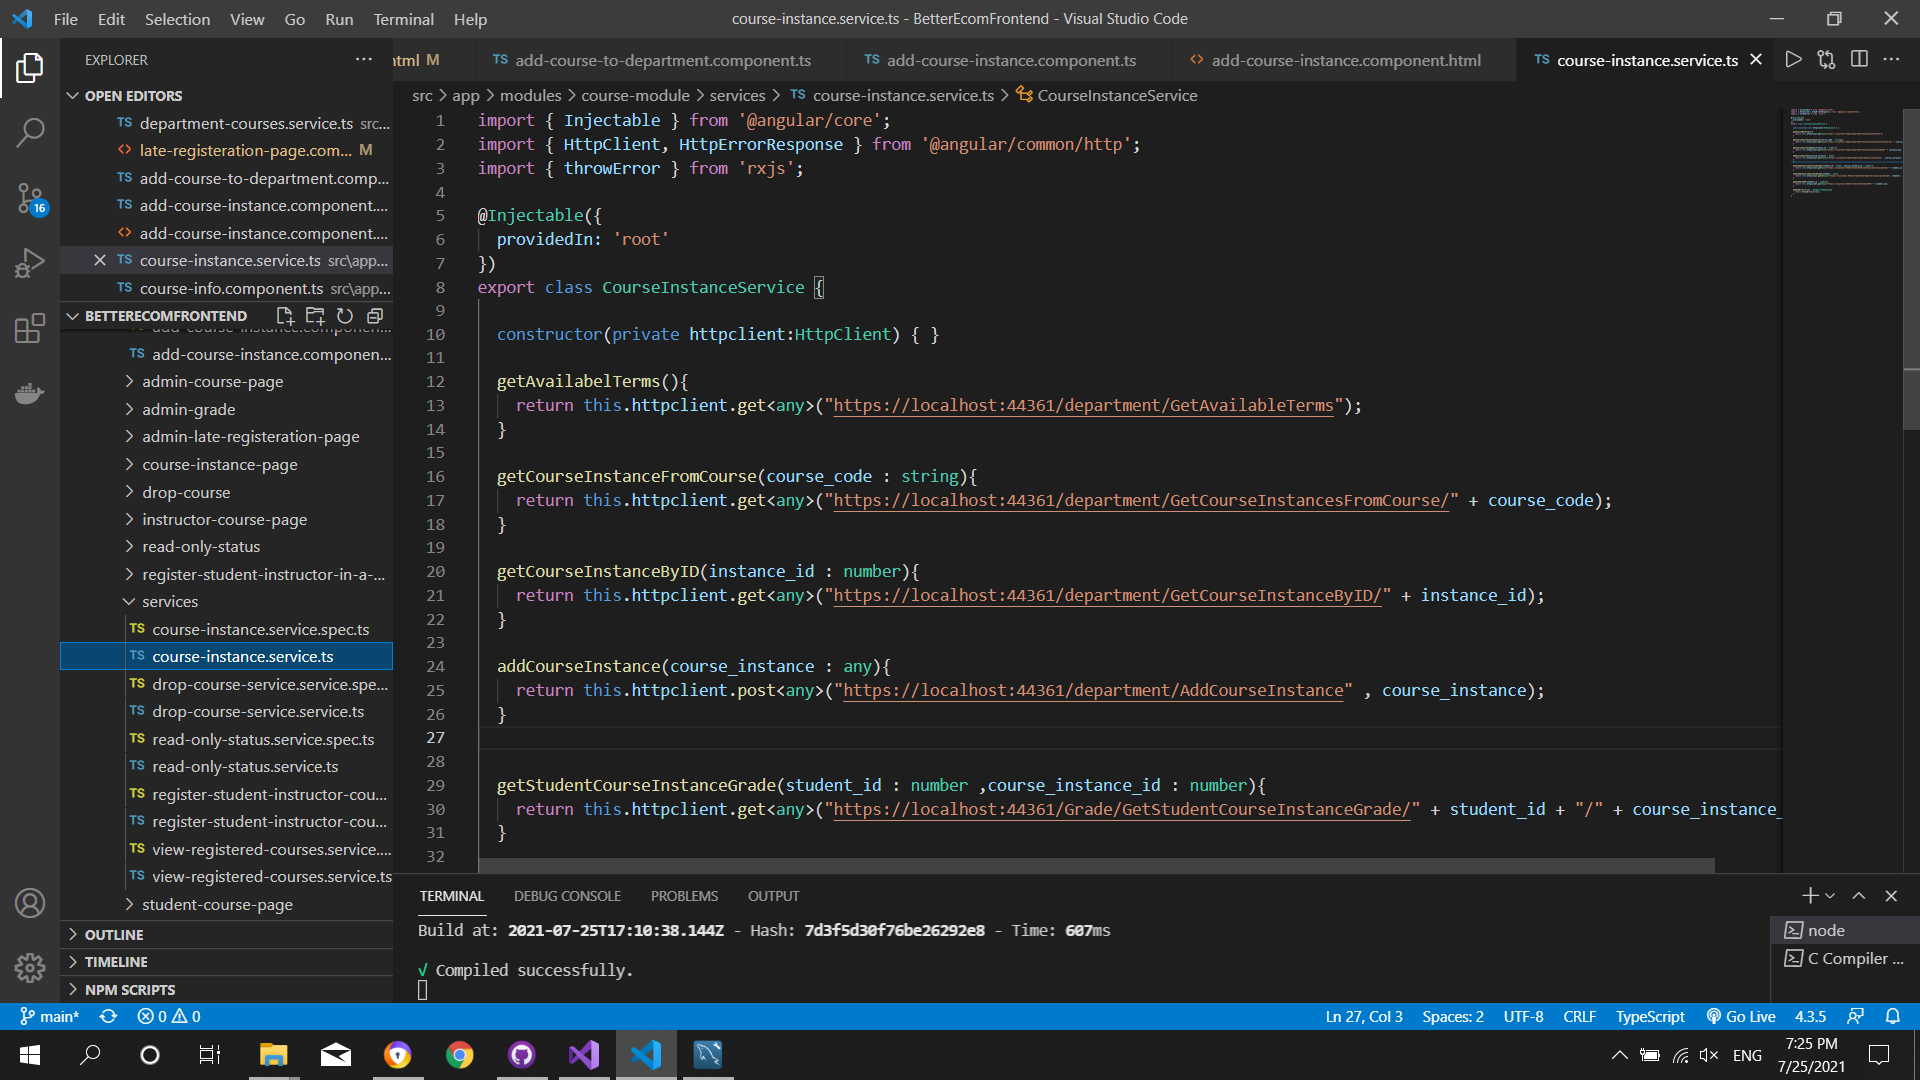 File Edit Selection View Go Run Terminal Help
course-instance.service.ts - BetterEcomFrontend - Visual Studio Code
EXPLORER
html M
TS add-course-to-department.component.ts
TS add-course-instance.component.ts
<> add-course-instance.component.html
TS course-instance.service.ts
OPEN EDITORS
TS department-courses.service.ts src...
<> late-registeration-page.com... M
TS add-course-to-department.comp...
TS add-course-instance.component....
<> add-course-instance.component....
TS course-instance.service.ts src\app...
TS course-info.component.ts src\app...
BETTERECOMFRONTEND
add-course-instance.component....
TS add-course-instance.componen...
admin-course-page
admin-grade
admin-late-registeration-page
course-instance-page
drop-course
instructor-course-page
read-only-status
register-student-instructor-in-a-...
services
TS course-instance.service.spec.ts
TS course-instance.service.ts
TS drop-course-service.service.spe...
TS drop-course-service.service.ts
TS read-only-status.service.spec.ts
TS read-only-status.service.ts
TS register-student-instructor-cou...
TS register-student-instructor-cou...
TS view-registered-courses.service....
TS view-registered-courses.service.ts
student-course-page
OUTLINE
TIMELINE
NPM SCRIPTS
16
src > app > modules > course-module > services > TS course-instance.service.ts > CourseInstanceService
1 import { Injectable } from '@angular/core';
2 import { HttpClient, HttpErrorResponse } from '@angular/common/http';
3 import { throwError } from 'rxjs';
4
5 @Injectable({
6 providedIn: 'root'
7 })
8 export class CourseInstanceService {
9
10 constructor(private httpclient:HttpClient) { }
11
12 getAvailabelTerms(){
13 return this.httpclient.get<any>("https://localhost:44361/department/GetAvailableTerms");
14 }
15
16 getCourseInstanceFromCourse(course_code : string){
17 return this.httpclient.get<any>("https://localhost:44361/department/GetCourseInstancesFromCourse/" + course_code);
18 }
19
20 getCourseInstanceByID(instance_id : number){
21 return this.httpclient.get<any>("https://localhost:44361/department/GetCourseInstanceByID/" + instance_id);
22 }
23
24 addCourseInstance(course_instance : any){
25 return this.httpclient.post<any>("https://localhost:44361/department/AddCourseInstance" , course_instance);
26 }
27
28
29 getStudentCourseInstanceGrade(student_id : number ,course_instance_id : number){
30 return this.httpclient.get<any>("https://localhost:44361/Grade/GetStudentCourseInstanceGrade/" + student_id + "/" + course_instance_
31 }
32
TERMINAL DEBUG CONSOLE PROBLEMS OUTPUT
Build at: 2021-07-25T17:10:38.144Z - Hash: 7d3f5d30f76be26292e8 - Time: 607ms
√ Compiled successfully.
node
C Compiler ...
main* 0 0
Ln 27, Col 3 Spaces: 2 UTF-8 CRLF TypeScript Go Live 4.3.5
ENG
7:25 PM
7/25/2021